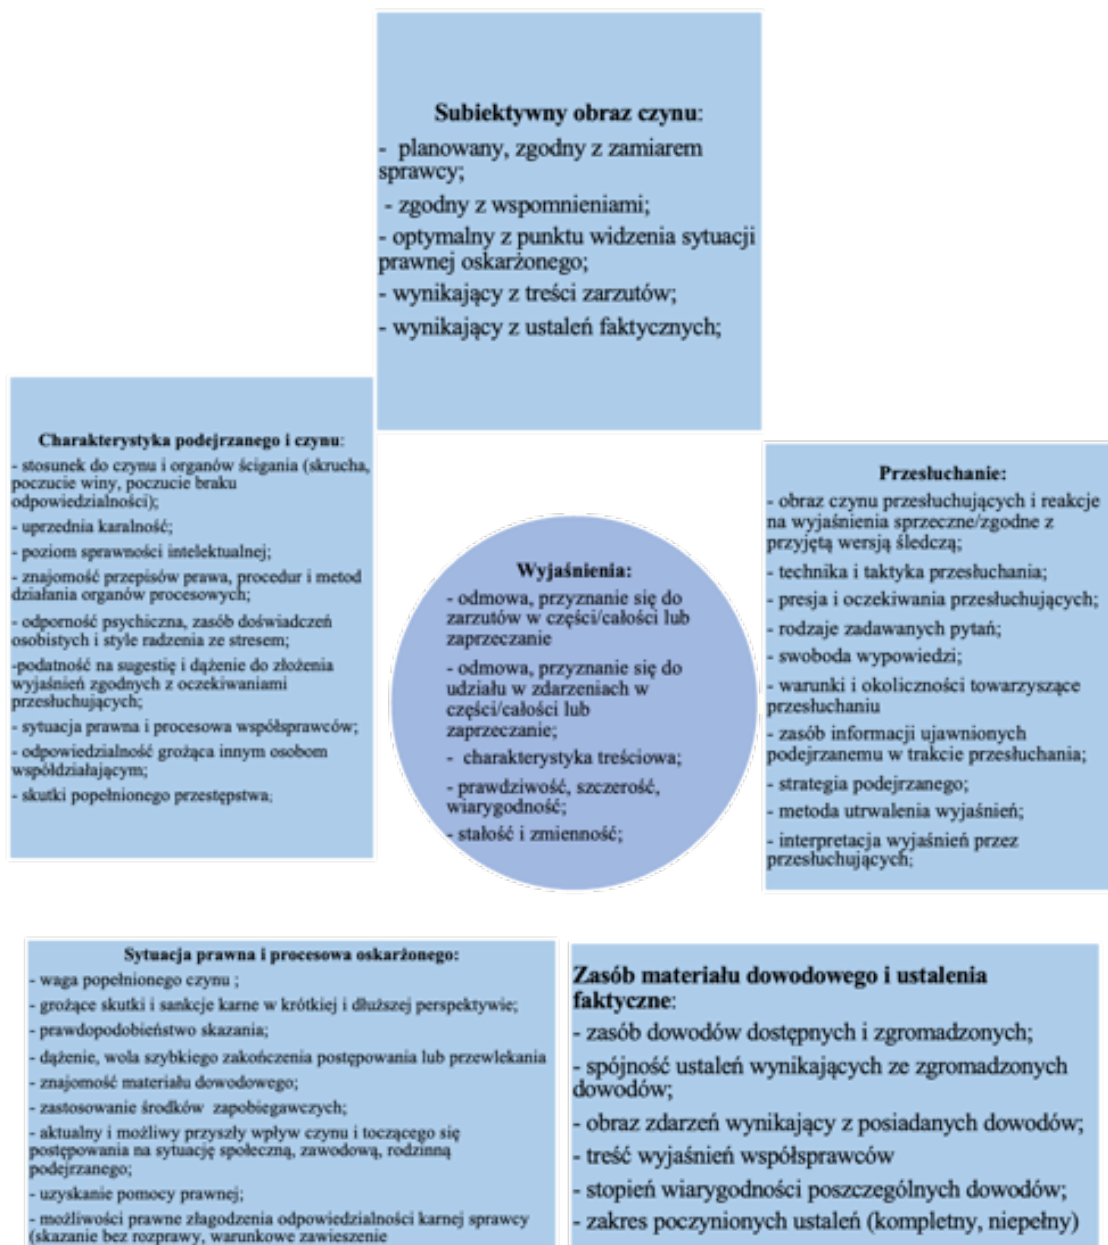 Subiektywny obraz czynu:
- planowany, zgodny z zamiarem
sprawcy;
- zgodny z wspomnieniami;
- optymalny z punktu widzenia sytuacji
prawnej oskarżonego;
- wynikający z treści zarzutów;
- wynikający z ustaleń faktycznych;
Charakterystyka podejrzanego i czynu:
- stosunek do czynu i organów ścigania (skrucha,
poczucie winy, poczucie braku
odpowiedzialności);
- uprzednia karalność;
- poziom sprawności intelektualnej;
- znajomość przepisów prawa, procedur i metod
działania organów procesowych;
- odporność psychiczna, zasób doświadczeń
osobistych i style radzenia ze stresem;
-podatność na sugestię i dążenie do złożenia
wyjaśnień zgodnych z oczekiwaniami
przesłuchujących;
- sytuacja prawna i procesowa współsprawców;
- odpowiedzialność grożąca innym osobom
współdziałającym;
- skutki popełnionego przestępstwa;
Wyjaśnienia:
- odmowa, przyznanie się do
zarzutów w części/całości lub
zaprzeczanie
- odmowa, przyznanie się do
udziału w zdarzeniach w
części/całości lub
zaprzeczanie;
- charakterystyka treściowa;
- prawdziwość, szczerość,
wiarygodność;
- stałość i zmienność;
Przesłuchanie:
- obraz czynu przesłuchujących i reakcje
na wyjaśnienia sprzeczne/zgodne z
przyjętą wersją śledczą;
- technika i taktyka przesłuchania;
- presja i oczekiwania przesłuchujących;
- rodzaje zadawanych pytań;
- swoboda wypowiedzi;
- warunki i okoliczności towarzyszące
przesłuchaniu
- zasób informacji ujawnionych
podejrzanemu w trakcie przesłuchania;
- strategia podejrzanego;
- metoda utrwalenia wyjaśnień;
- interpretacja wyjaśnień przez
przesłuchujących;
Sytuacja prawna i procesowa oskarżonego:
- waga popełnionego czynu ;
- grożące skutki i sankcje karne w krótkiej i dłuższej perspektywie;
- prawdopodobieństwo skazania;
- dążenie, wola szybkiego zakończenia postępowania lub przewlekania
- znajomość materiału dowodowego;
- zastosowanie środków zapobiegawczych;
- aktualny i możliwy przyszły wpływ czynu i toczącego się
postępowania na sytuację społeczną, zawodową, rodzinną
podejrzanego;
- uzyskanie pomocy prawnej;
- możliwości prawne złagodzenia odpowiedzialności karnej sprawcy
(skazanie bez rozprawy, warunkowe zawieszenie
Zasób materiału dowodowego i ustalenia
faktyczne:
- zasób dowodów dostępnych i zgromadzonych;
- spójność ustaleń wynikających ze zgromadzonych
dowodów;
- obraz zdarzeń wynikający z posiadanych dowodów;
- treść wyjaśnień współsprawców
- stopień wiarygodności poszczególnych dowodów;
- zakres poczynionych ustaleń (kompletny, niepełny)